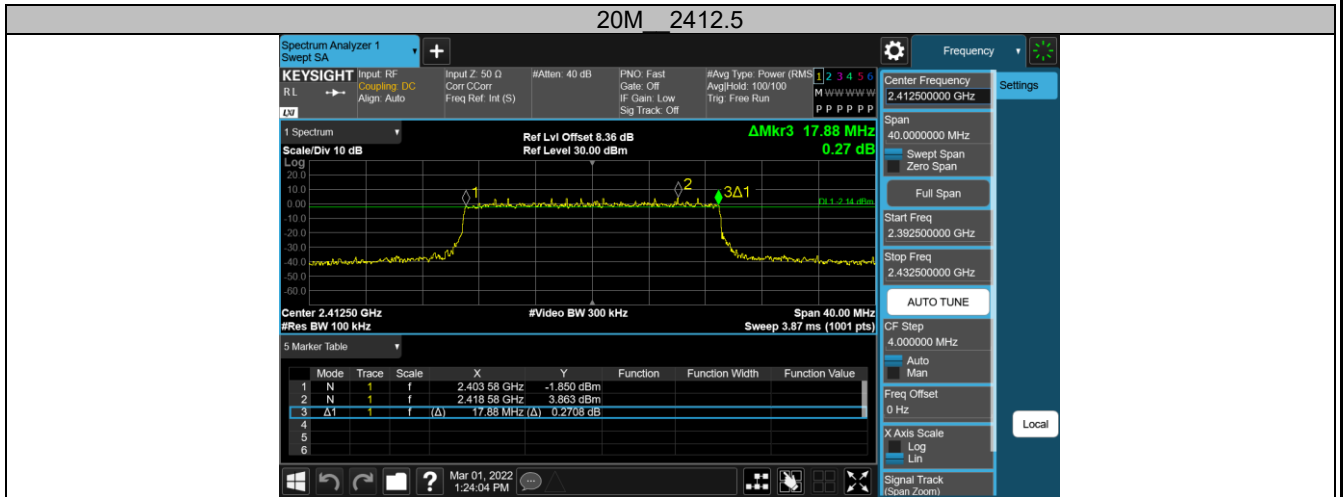 20M__2412.5
Spectrum Analyzer 1
Swept SA
Frequency
KEYSIGHT
RL
LXI
Input: RF
Coupling: DC
Align: Auto
Input Z: 50 Ω
Corr CCorr
Freq Ref: Int (S)
#Atten: 40 dB
PNO: Fast
Gate: Off
IF Gain: Low
Sig Track: Off
#Avg Type: Power (RMS
Avg|Hold: 100/100
Trig: Free Run
1 2 3 4 5 6
M W W W W W
P P P P P P
1 Spectrum
Scale/Div 10 dB
Ref Lvl Offset 8.36 dB
Ref Level 30.00 dBm
ΔMkr3 17.88 MHz
0.27 dB
Log
20.0
10.0
0.00
-10.0
-20.0
-30.0
-40.0
-50.0
-60.0
1
2
3Δ1
DL1 -2.14 dBm
Center 2.41250 GHz
#Res BW 100 kHz
#Video BW 300 kHz
Span 40.00 MHz
Sweep 3.87 ms (1001 pts)
5 Marker Table
Mode Trace Scale X Y Function Function Width Function Value
1 N 1 f 2.403 58 GHz -1.850 dBm
2 N 1 f 2.418 58 GHz 3.863 dBm
3 Δ1 1 f (Δ) 17.88 MHz (Δ) 0.2708 dB
4
5
6
Mar 01, 2022
1:24:04 PM
Center Frequency
2.412500000 GHz
Settings
Span
40.0000000 MHz
Swept Span
Zero Span
Full Span
Start Freq
2.392500000 GHz
Stop Freq
2.432500000 GHz
AUTO TUNE
CF Step
4.000000 MHz
Auto
Man
Freq Offset
0 Hz
Local
X Axis Scale
Log
Lin
Signal Track
(Span Zoom)